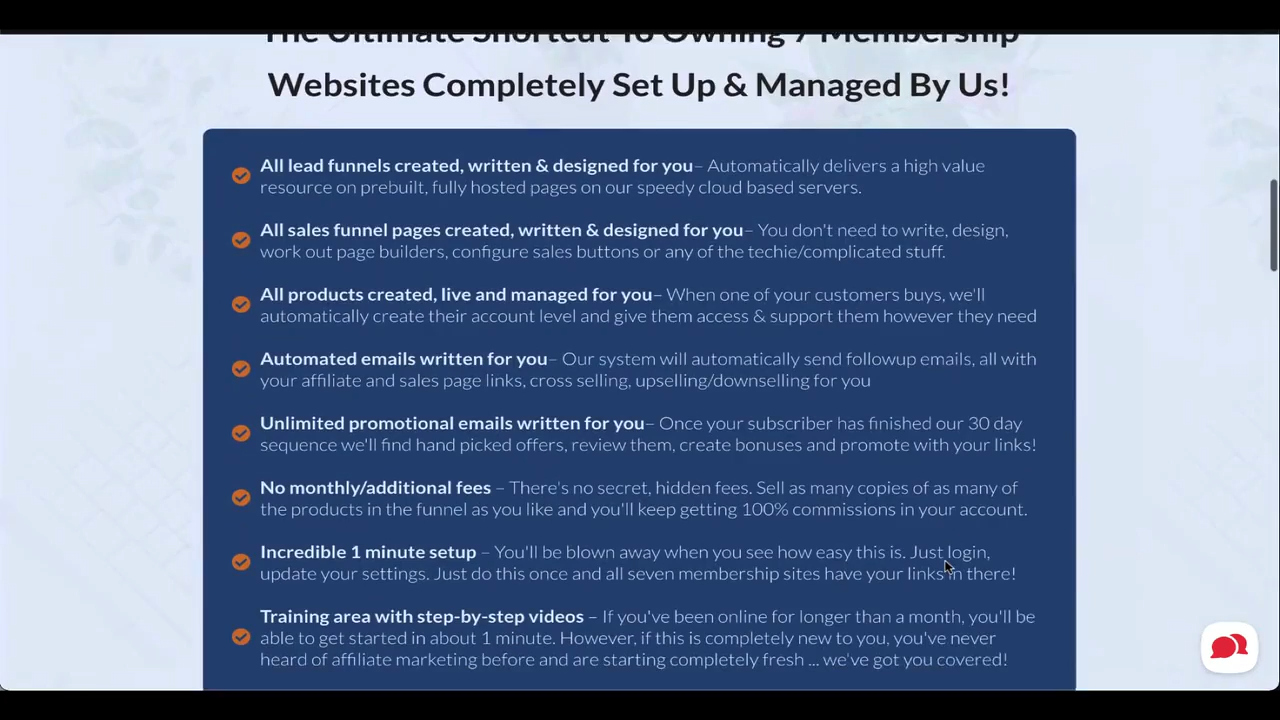 The Ultimate Shortcut To Owning 7 Membership
Websites Completely Set Up & Managed By Us!
All lead funnels created, written & designed for you– Automatically delivers a high value
resource on prebuilt, fully hosted pages on our speedy cloud based servers.
All sales funnel pages created, written & designed for you– You don't need to write, design,
work out page builders, configure sales buttons or any of the techie/complicated stuff.
All products created, live and managed for you– When one of your customers buys, we'll
automatically create their account level and give them access & support them however they need
Automated emails written for you– Our system will automatically send followup emails, all with
your affiliate and sales page links, cross selling, upselling/downselling for you
Unlimited promotional emails written for you– Once your subscriber has finished our 30 day
sequence we'll find hand picked offers, review them, create bonuses and promote with your links!
No monthly/additional fees – There's no secret, hidden fees. Sell as many copies of as many of
the products in the funnel as you like and you'll keep getting 100% commissions in your account.
Incredible 1 minute setup – You'll be blown away when you see how easy this is. Just login,
update your settings. Just do this once and all seven membership sites have your links in there!
Training area with step-by-step videos – If you've been online for longer than a month, you'll be
able to get started in about 1 minute. However, if this is completely new to you, you've never
heard of affiliate marketing before and are starting completely fresh ... we've got you covered!